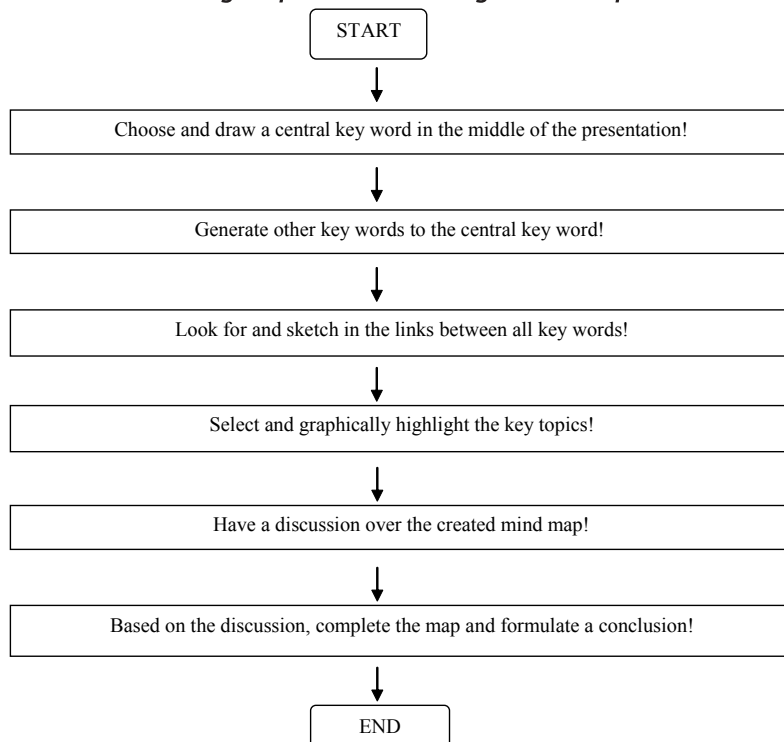 START
Choose and draw a central key word in the middle of the presentation!
Generate other key words to the central key word!
Look for and sketch in the links between all key words!
Select and graphically highlight the key topics!
Have a discussion over the created mind map!
Based on the discussion, complete the map and formulate a conclusion!
END